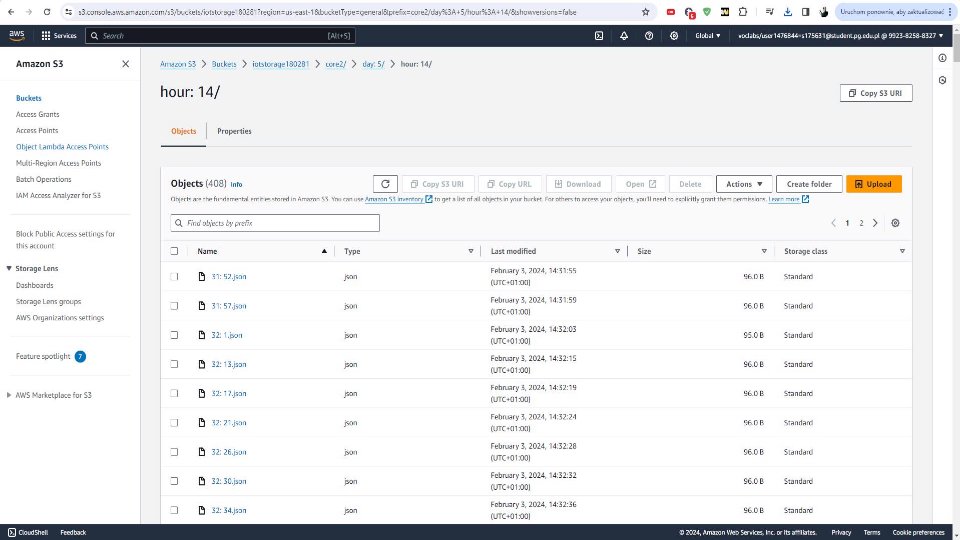 s3.console.aws.amazon.com/s3/buckets/iotstorage180281?region=us-east-1&bucketType=general&prefix=core2/day%3A+5/hour%3A+14/&showversions=false
Uruchom ponownie, aby zaktualizować
aws Services Search [Alt+S] Global voclabs/user1476844=s175631@student.pg.edu.pl @ 9923-8258-8327
Amazon S3
Buckets
Access Grants
Access Points
Object Lambda Access Points
Multi-Region Access Points
Batch Operations
IAM Access Analyzer for S3
Block Public Access settings for
this account
Storage Lens
Dashboards
Storage Lens groups
AWS Organizations settings
Feature spotlight 7
AWS Marketplace for S3
Amazon S3 > Buckets > iotstorage180281 > core2/ > day: 5/ > hour: 14/
hour: 14/
Copy S3 URI
Objects Properties
Objects (408) Info
Copy S3 URI Copy URL Download Open Delete Actions Create folder Upload
Objects are the fundamental entities stored in Amazon S3. You can use Amazon S3 inventory to get a list of all objects in your bucket. For others to access your objects, you'll need to explicitly grant them permissions. Learn more
Find objects by prefix
1 2
Name Type Last modified Size Storage class
31: 52.json json February 3, 2024, 14:31:55 (UTC+01:00) 96.0 B Standard
31: 57.json json February 3, 2024, 14:31:59 (UTC+01:00) 96.0 B Standard
32: 1.json json February 3, 2024, 14:32:03 (UTC+01:00) 95.0 B Standard
32: 13.json json February 3, 2024, 14:32:15 (UTC+01:00) 96.0 B Standard
32: 17.json json February 3, 2024, 14:32:19 (UTC+01:00) 96.0 B Standard
32: 21.json json February 3, 2024, 14:32:24 (UTC+01:00) 96.0 B Standard
32: 26.json json February 3, 2024, 14:32:28 (UTC+01:00) 96.0 B Standard
32: 30.json json February 3, 2024, 14:32:32 (UTC+01:00) 96.0 B Standard
32: 34.json json February 3, 2024, 14:32:36 (UTC+01:00) 96.0 B Standard
CloudShell Feedback © 2024, Amazon Web Services, Inc. or its affiliates. Privacy Terms Cookie preferences